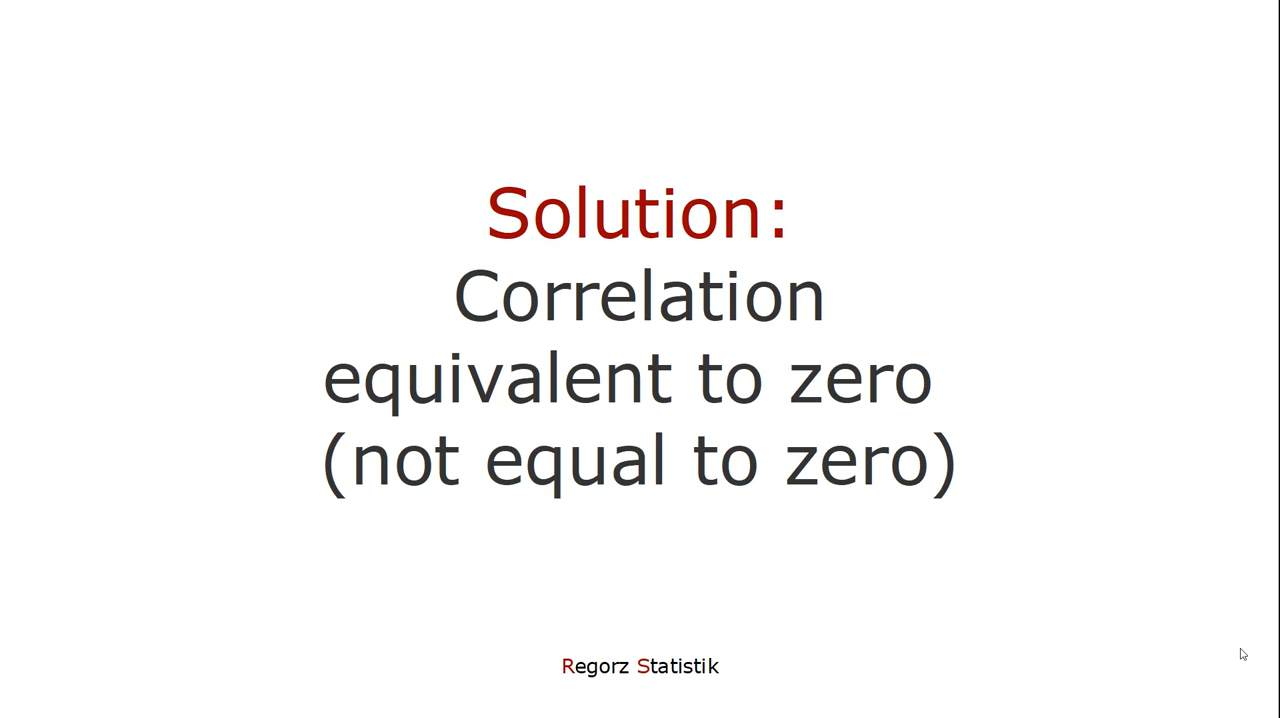 Solution:
Correlation
equivalent to zero
(not equal to zero)
Regorz Statistik